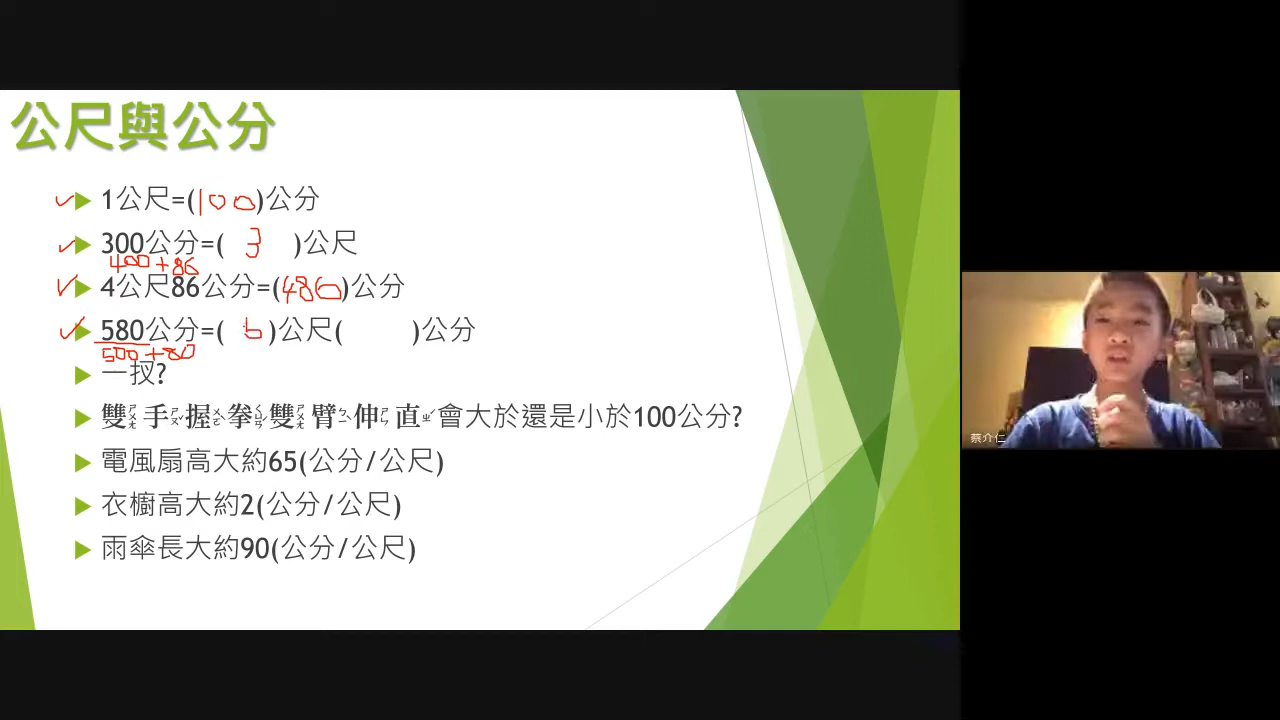 公尺與公分
1公尺=(100)公分
300公分=( 3 )公尺
400+86
4公尺86公分=(486)公分
580公分=( 6 )公尺( )公分
500+80
一扠?
雙手握拳雙臂伸直會大於還是小於100公分?
電風扇高大約65(公分/公尺)
衣櫥高大約2(公分/公尺)
雨傘長大約90(公分/公尺)
蔡介仁